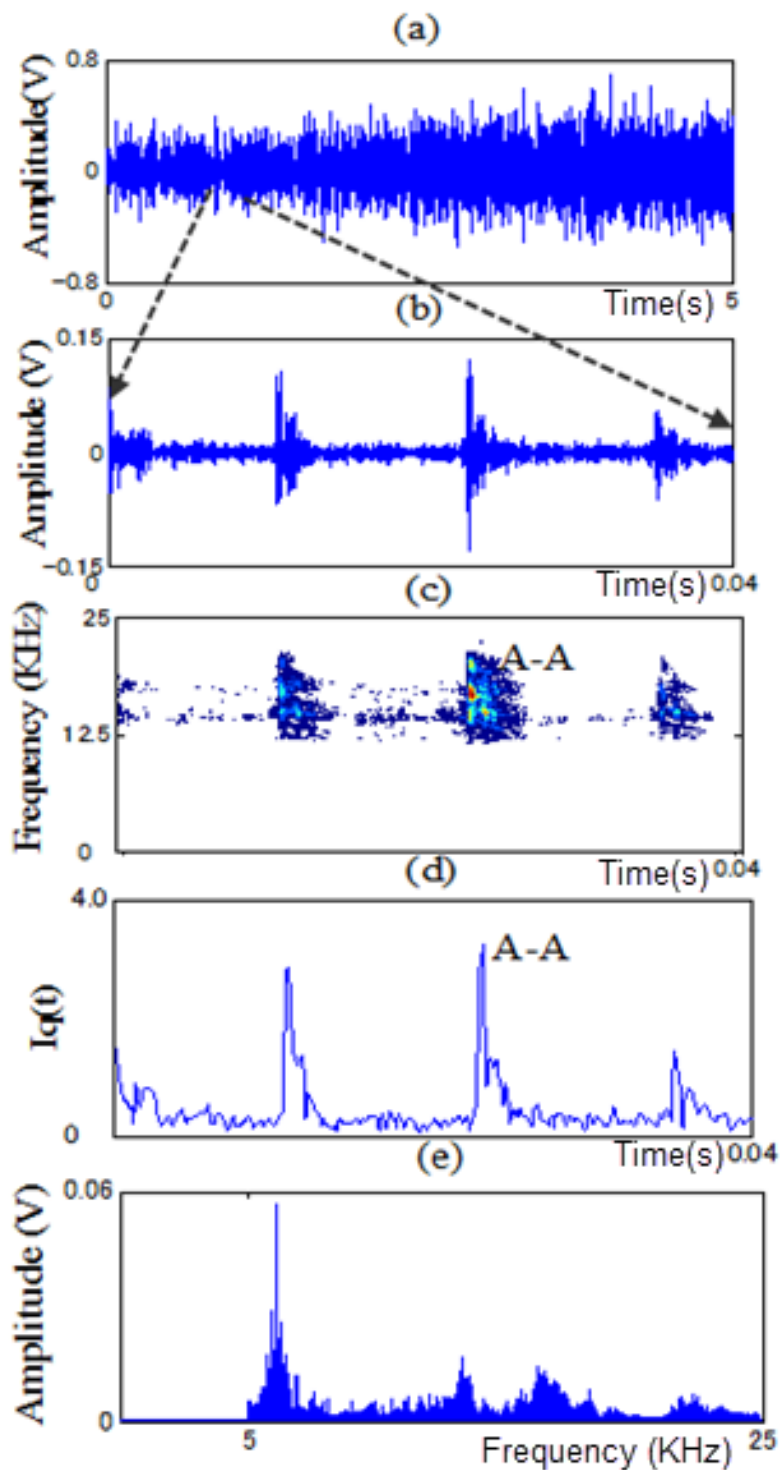 (a)
Amplitude(V)
0.8
0
−0.8
0
Time(s)
5
(b)
Amplitude (V)
0.15
0
−0.15
0
Time(s)
0.04
(c)
Frequency (KHz)
25
12.5
0
0
A-A
Time(s)
0.04
(d)
Iq(t)
4.0
0
A-A
Time(s)
0.04
(e)
Amplitude (V)
0.06
0
5
Frequency (KHz)
25